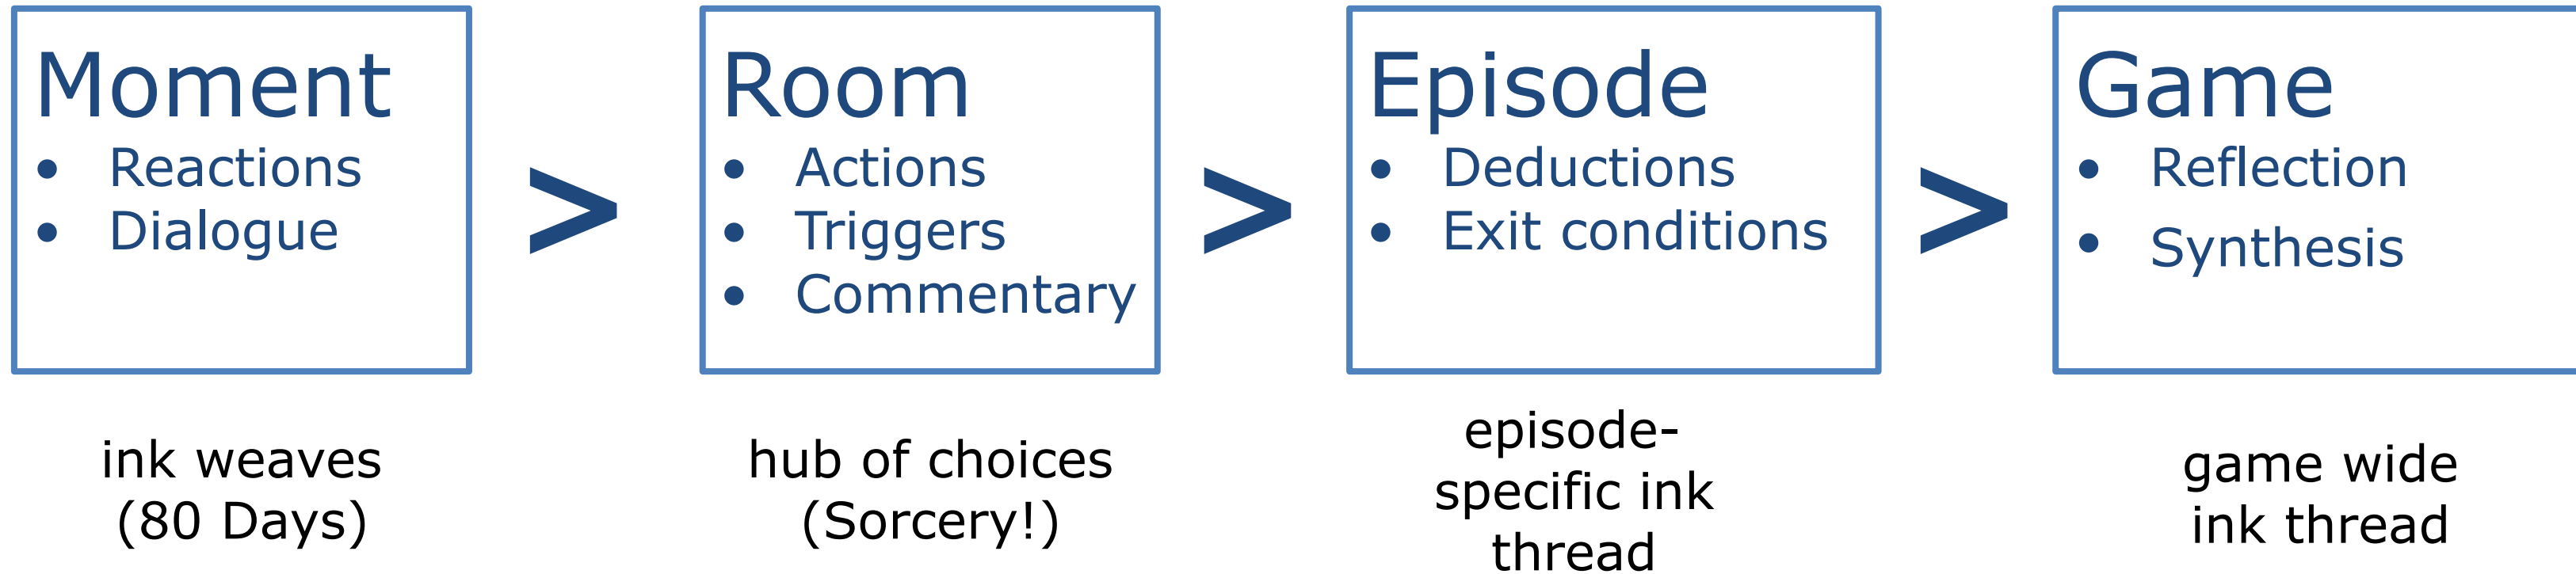 Moment
• Reactions
• Dialogue
>
Room
• Actions
• Triggers
• Commentary
>
Episode
• Deductions
• Exit conditions
>
Game
• Reflection
• Synthesis
ink weaves
(80 Days)
hub of choices
(Sorcery!)
episode-
specific ink
thread
game wide
ink thread